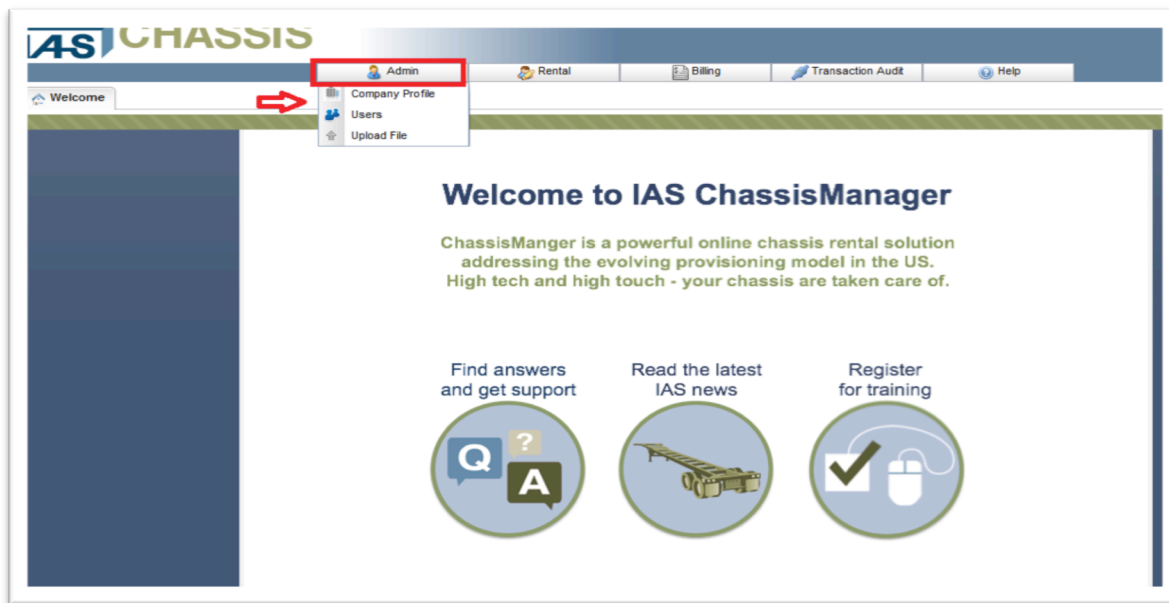 IAS CHASSIS
Admin
Rental
Billing
Transaction Audit
Help
Welcome
Company Profile
Users
Upload File
Welcome to IAS ChassisManager
ChassisManger is a powerful online chassis rental solution
addressing the evolving provisioning model in the US.
High tech and high touch - your chassis are taken care of.
Find answers
and get support
Read the latest
IAS news
Register
for training
Q
?
A